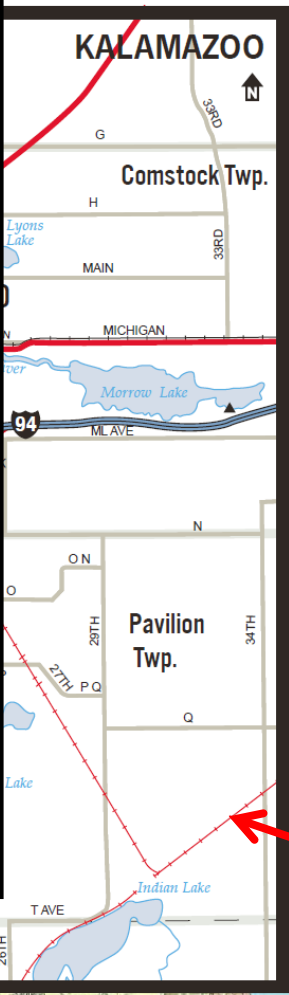 KALAMAZOO
N
33RD
G
Comstock Twp.
H
Lyons
Lake
33RD
MAIN
MICHIGAN
Morrow Lake
94
ML AVE
N
O N
O
29TH
Pavilion
Twp.
34TH
27TH
P Q
Q
Lake
Indian Lake
T AVE
26TH